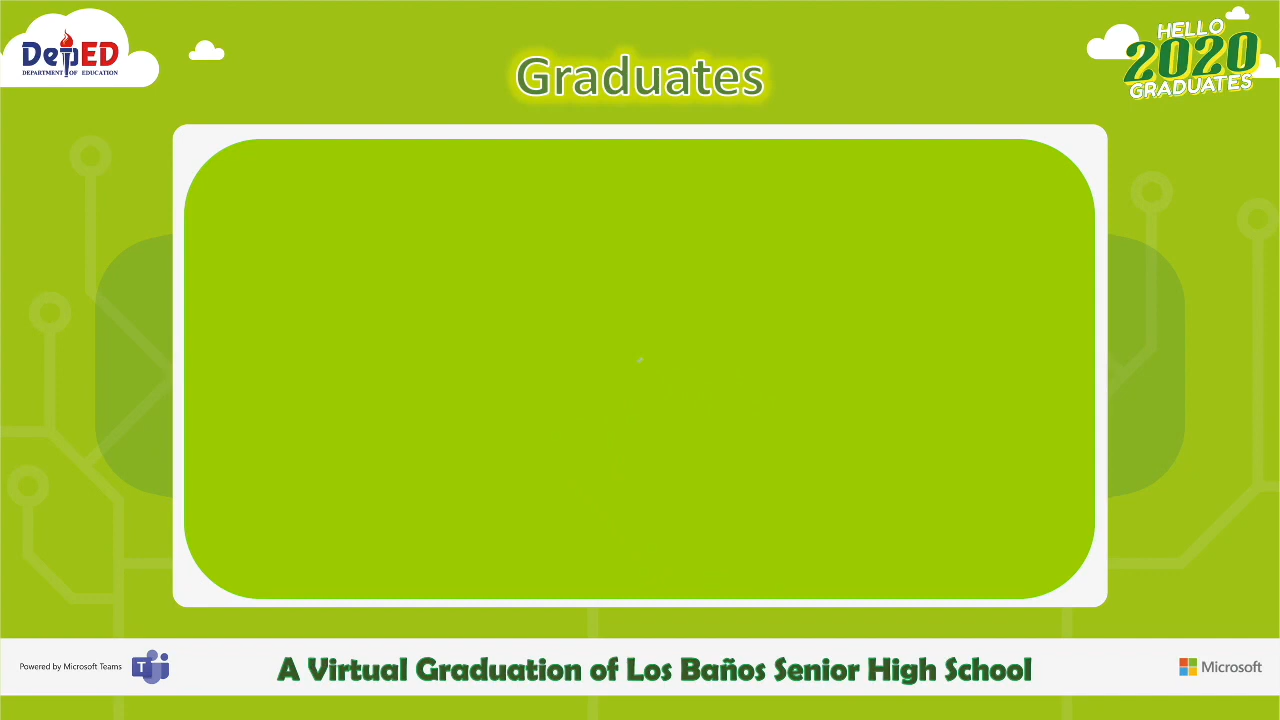 DepED
DEPARTMENT OF EDUCATION
Graduates
HELLO
2020
GRADUATES
Powered by Microsoft Teams
T
A Virtual Graduation of Los Baños Senior High School
Microsoft